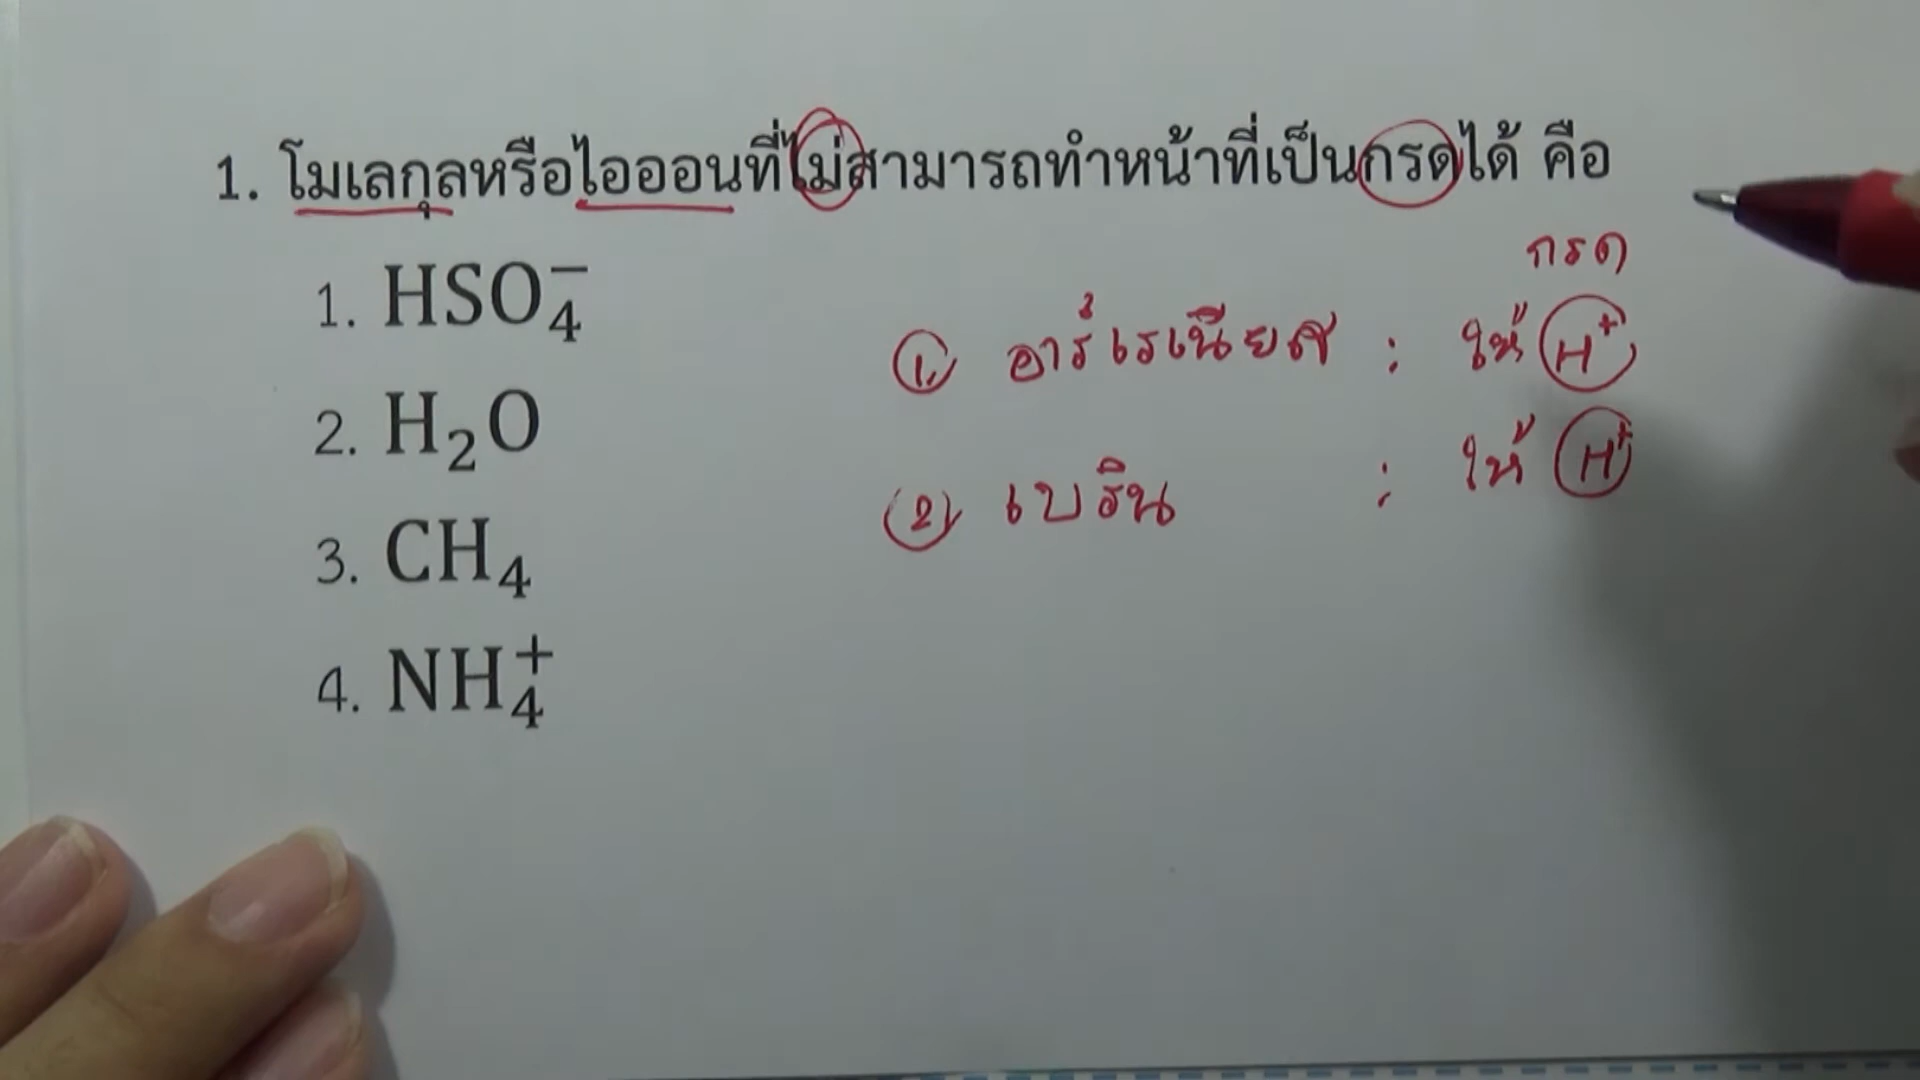 1. โมเลกุลหรือไอออนที่ไม่สามารถทำหน้าที่เป็นกรดได้ คือ
กรด
1. HSO₄⁻
(1) อาร์เรเนียส : ให้ H⁺
2. H₂O
(2) เบริน : ให้ H⁺
3. CH₄
4. NH₄⁺